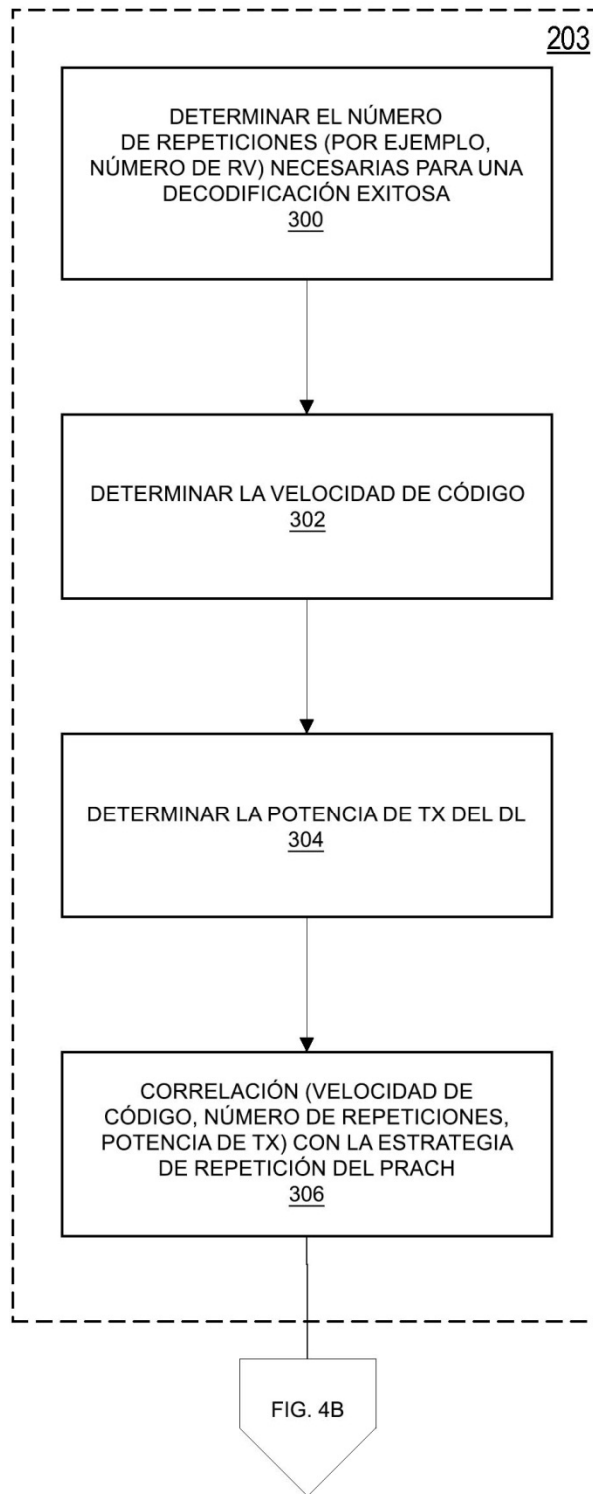 203
DETERMINAR EL NÚMERO
DE REPETICIONES (POR EJEMPLO,
NÚMERO DE RV) NECESARIAS PARA UNA
DECODIFICACIÓN EXITOSA
300
DETERMINAR LA VELOCIDAD DE CÓDIGO
302
DETERMINAR LA POTENCIA DE TX DEL DL
304
CORRELACIÓN (VELOCIDAD DE
CÓDIGO, NÚMERO DE REPETICIONES,
POTENCIA DE TX) CON LA ESTRATEGIA
DE REPETICIÓN DEL PRACH
306
FIG. 4B